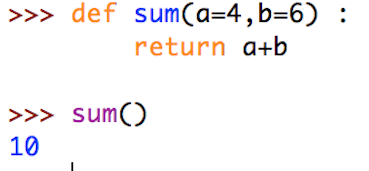 >>> def sum(a=4,b=6) :
return a+b
>>> sum()
10